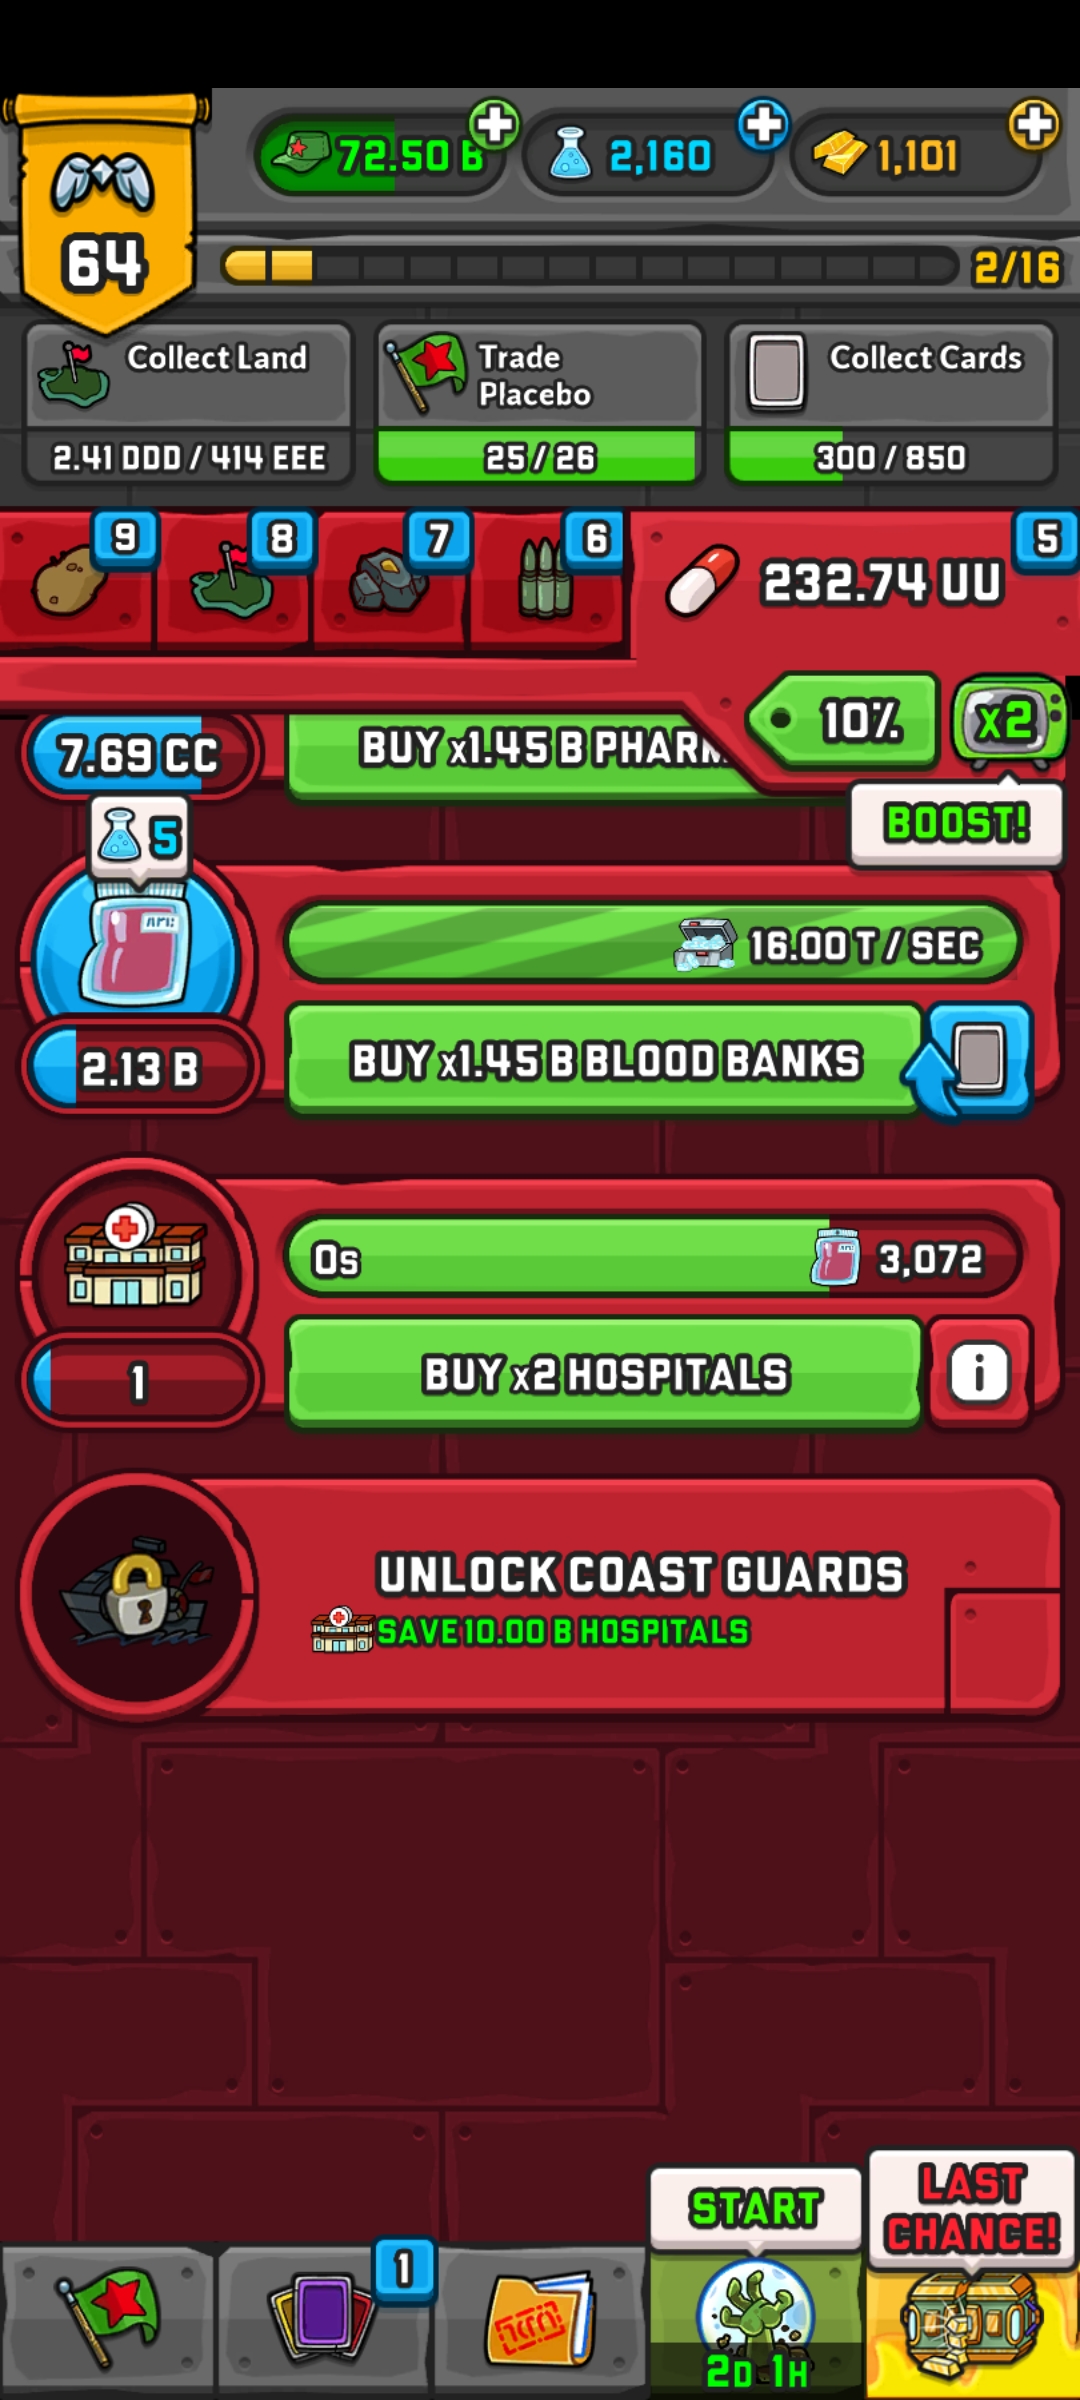 72.50 B
2,160
1,101
64
2/16
Collect Land
2.41 DDD / 414 EEE
Trade
Placebo
25 / 26
Collect Cards
300 / 850
9
8
7
6
5
232.74 UU
10%
x2
BOOST!
7.69 CC
BUY x1.45 B PHARM
5
16.00 T / SEC
2.13 B
BUY x1.45 B BLOOD BANKS
0s
3,072
1
BUY x2 HOSPITALS
i
UNLOCK COAST GUARDS
SAVE 10.00 B HOSPITALS
1
START
2D 1H
LAST
CHANCE!